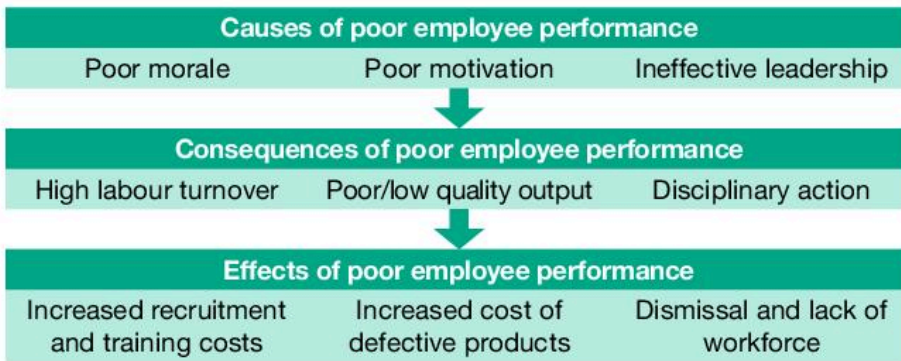 Causes of poor employee performance
Poor morale Poor motivation Ineffective leadership
Consequences of poor employee performance
High labour turnover Poor/low quality output Disciplinary action
Effects of poor employee performance
Increased recruitment Increased cost of Dismissal and lack of
and training costs defective products workforce